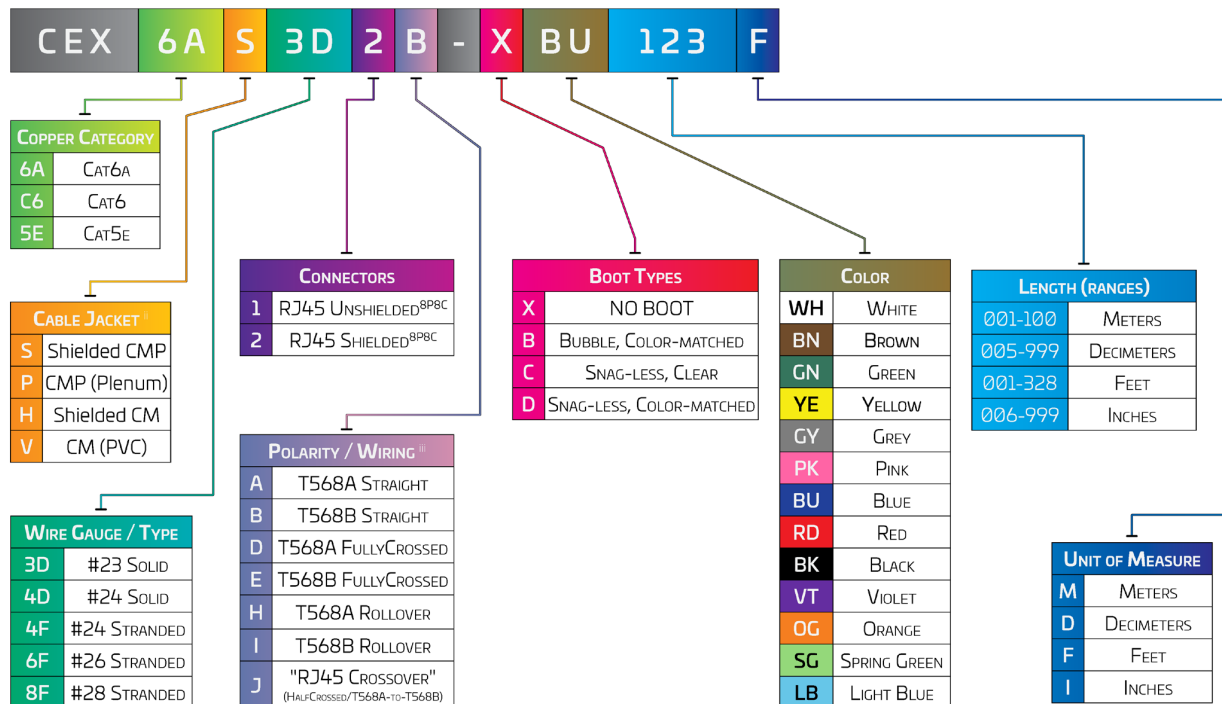 CEX 6A S 3D 2 B - X BU 123 F
COPPER CATEGORY
6A CAT6A
C6 CAT6
5E CAT5E
CABLE JACKET ii
S Shielded CMP
P CMP (Plenum)
H Shielded CM
V CM (PVC)
WIRE GAUGE / TYPE
3D #23 SOLID
4D #24 SOLID
4F #24 STRANDED
6F #26 STRANDED
8F #28 STRANDED
CONNECTORS
1 RJ45 UNSHIELDED 8P8C
2 RJ45 SHIELDED 8P8C
POLARITY / WIRING iii
A T568A STRAIGHT
B T568B STRAIGHT
D T568A FULLYCROSSED
E T568B FULLYCROSSED
H T568A ROLLOVER
I T568B ROLLOVER
J "RJ45 CROSSOVER"
(HALFCROSSED/T568A-TO-T568B)
BOOT TYPES
X NO BOOT
B BUBBLE, COLOR-MATCHED
C SNAG-LESS, CLEAR
D SNAG-LESS, COLOR-MATCHED
COLOR
WH WHITE
BN BROWN
GN GREEN
YE YELLOW
GY GREY
PK PINK
BU BLUE
RD RED
BK BLACK
VT VIOLET
OG ORANGE
SG SPRING GREEN
LB LIGHT BLUE
LENGTH (RANGES)
001-100 METERS
005-999 DECIMETERS
001-328 FEET
006-999 INCHES
UNIT OF MEASURE
M METERS
D DECIMETERS
F FEET
I INCHES